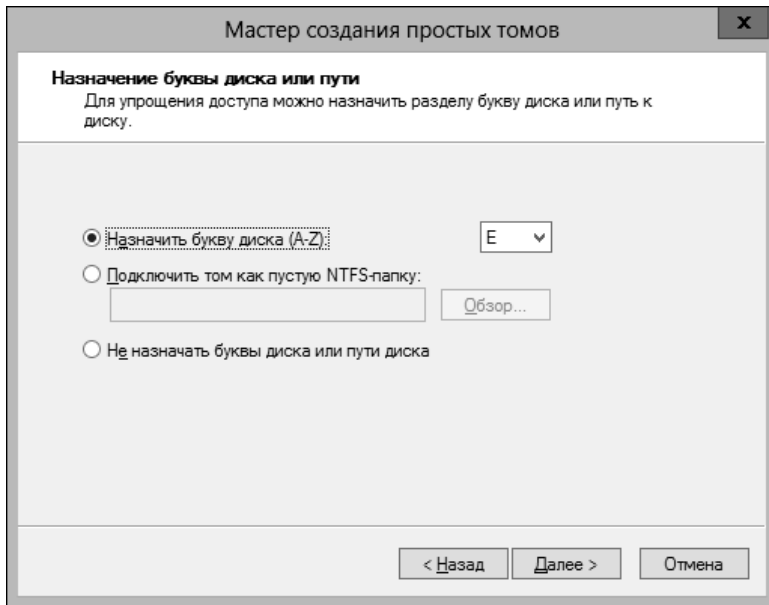 Мастер создания простых томов
x
Назначение буквы диска или пути
Для упрощения доступа можно назначить разделу букву диска или путь к
диску.
Назначить букву диска (A-Z):
E
Подключить том как пустую NTFS-папку:
Обзор...
Не назначать буквы диска или пути диска
< Назад
Далее >
Отмена